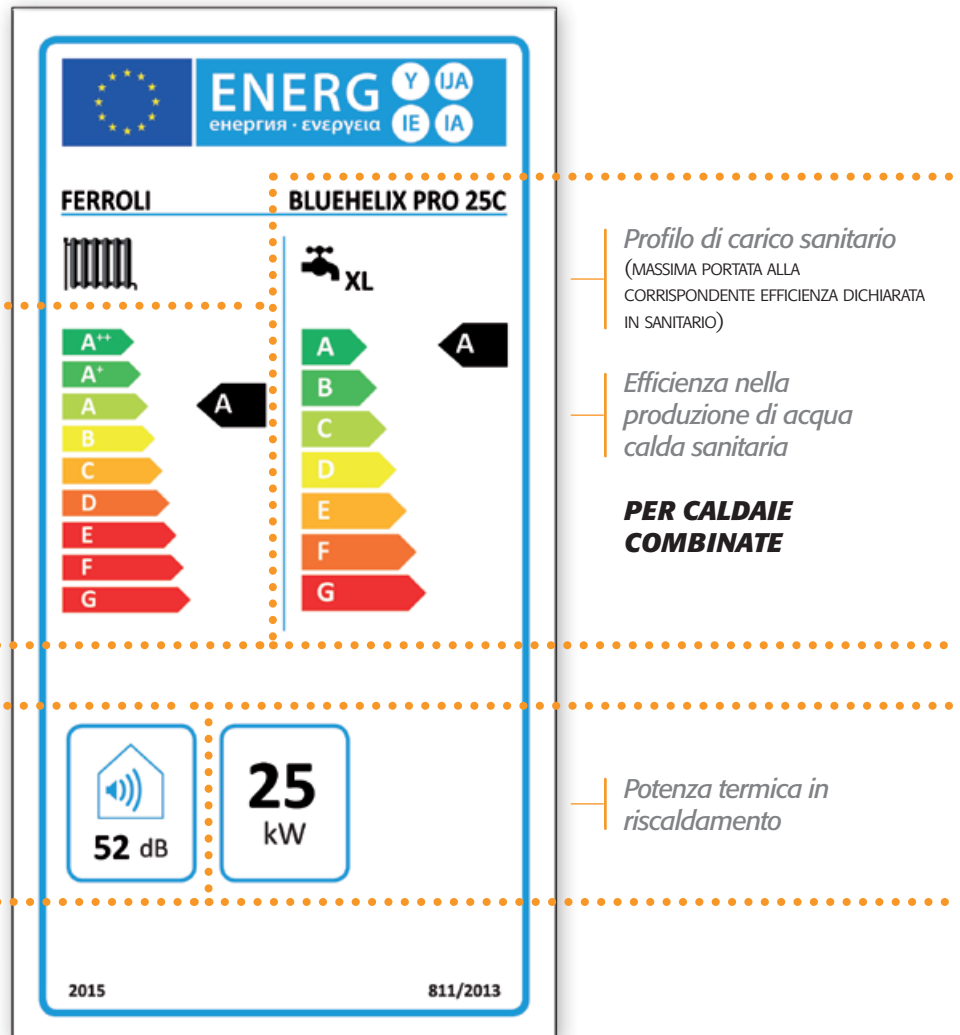 ENERG
енергия · ενεργεια
Y
IJA
IE
IA
FERROLI
BLUEHELIX PRO 25C
XL
A++
A+
A
B
C
D
E
F
G
A
A
B
C
D
E
F
G
A
52 dB
25
kW
2015
811/2013
Profilo di carico sanitario
(MASSIMA PORTATA ALLA
CORRISPONDENTE EFFICIENZA DICHIARATA
IN SANITARIO)
Efficienza nella
produzione di acqua
calda sanitaria
PER CALDAIE
COMBINATE
Potenza termica in
riscaldamento